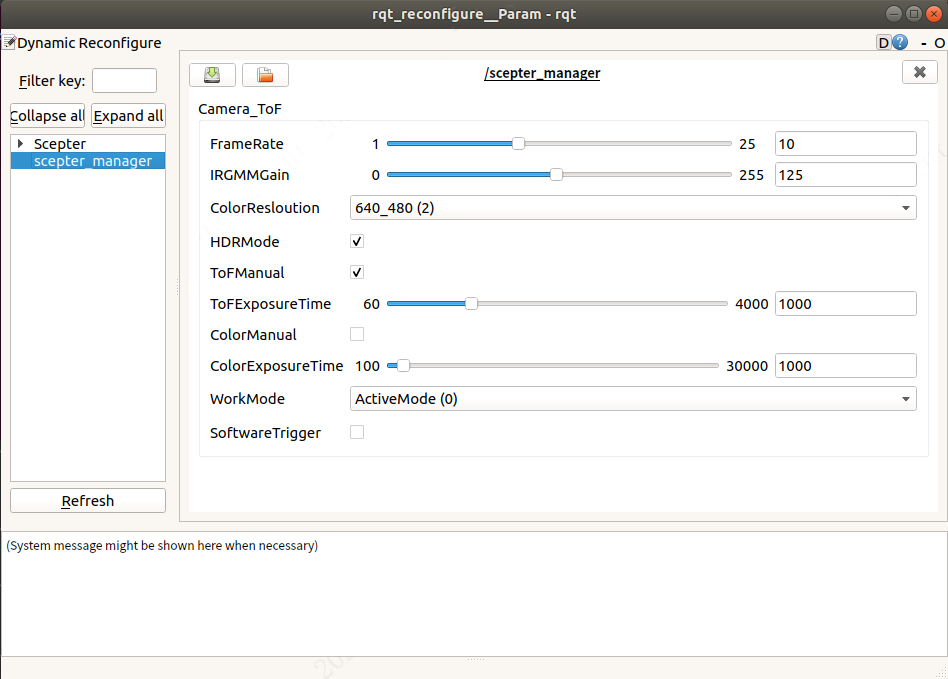 rqt_reconfigure__Param - rqt
Dynamic Reconfigure
D ? - O
Filter key:
Collapse all Expand all
Scepter
scepter_manager
Refresh
/scepter_manager
Camera_ToF
FrameRate 1 25 10
IRGMMGain 0 255 125
ColorResloution 640_480 (2)
HDRMode
ToFManual
ToFExposureTime 60 4000 1000
ColorManual
ColorExposureTime 100 30000 1000
WorkMode ActiveMode (0)
SoftwareTrigger
(System message might be shown here when necessary)